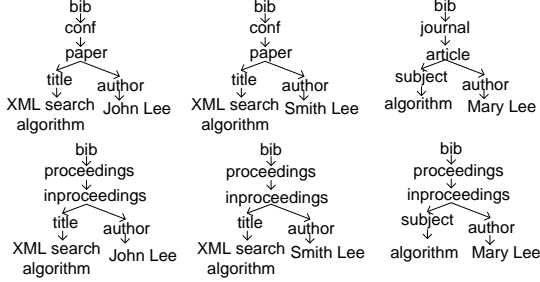 bib bib bib
conf conf journal
paper paper article
title author title author subject author
XML search algorithm John Lee XML search algorithm Smith Lee algorithm Mary Lee
bib bib bib
proceedings proceedings proceedings
inproceedings inproceedings inproceedings
title author title author subject author
XML search algorithm John Lee XML search algorithm Smith Lee algorithm Mary Lee